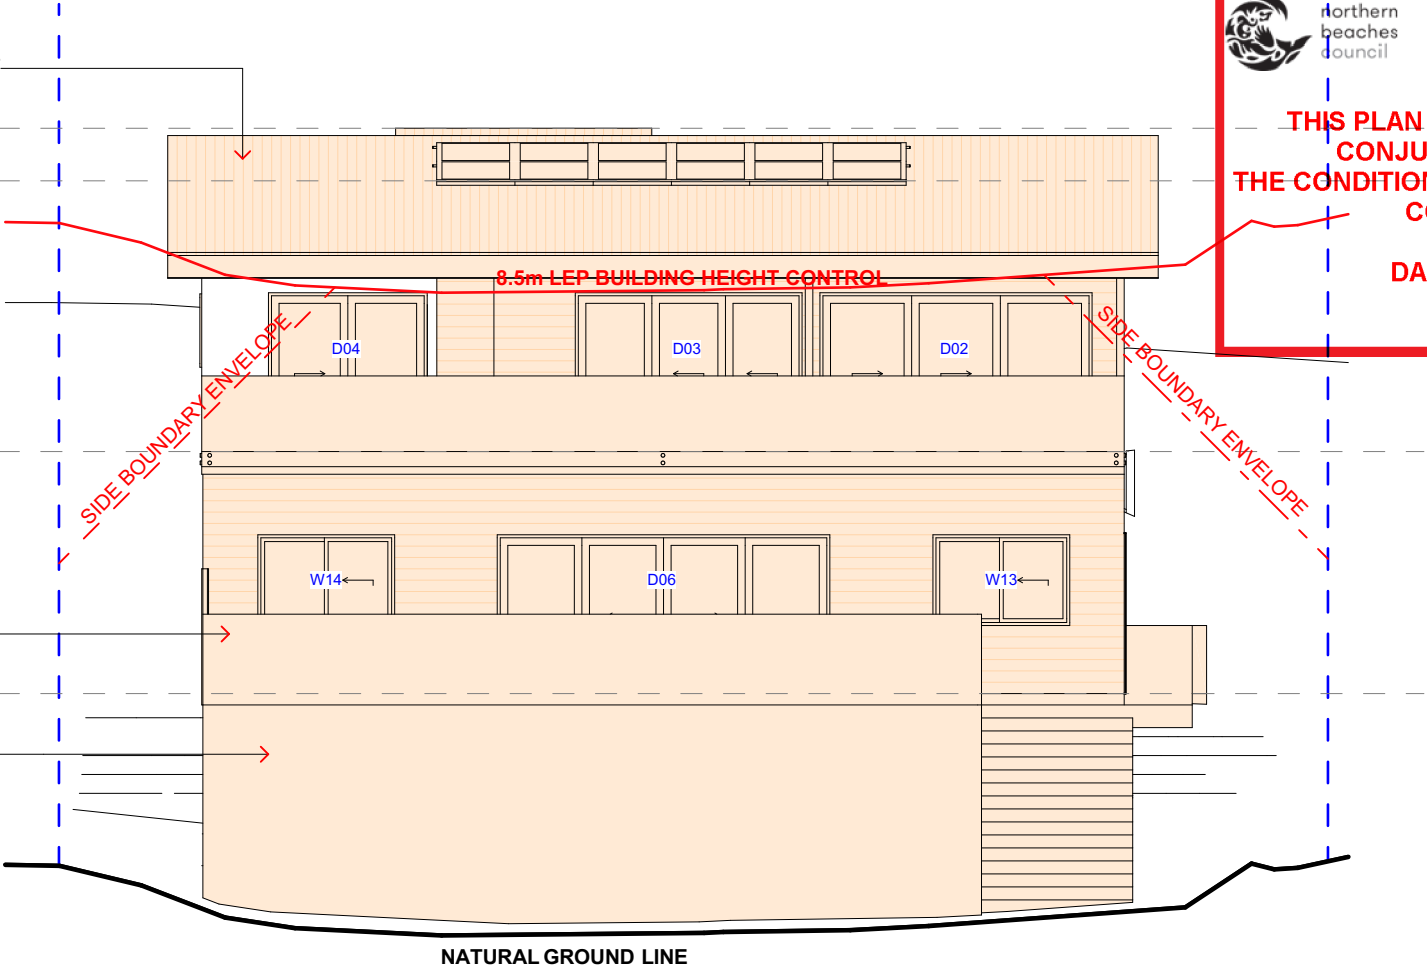 northern
beaches
council
THIS PLAN
CONJU
THE CONDITION
CO
DA
8.5m LEP BUILDING HEIGHT CONTROL
SIDE BOUNDARY ENVELOPE
SIDE BOUNDARY ENVELOPE
D04
D03
D02
W14
D06
W13
NATURAL GROUND LINE